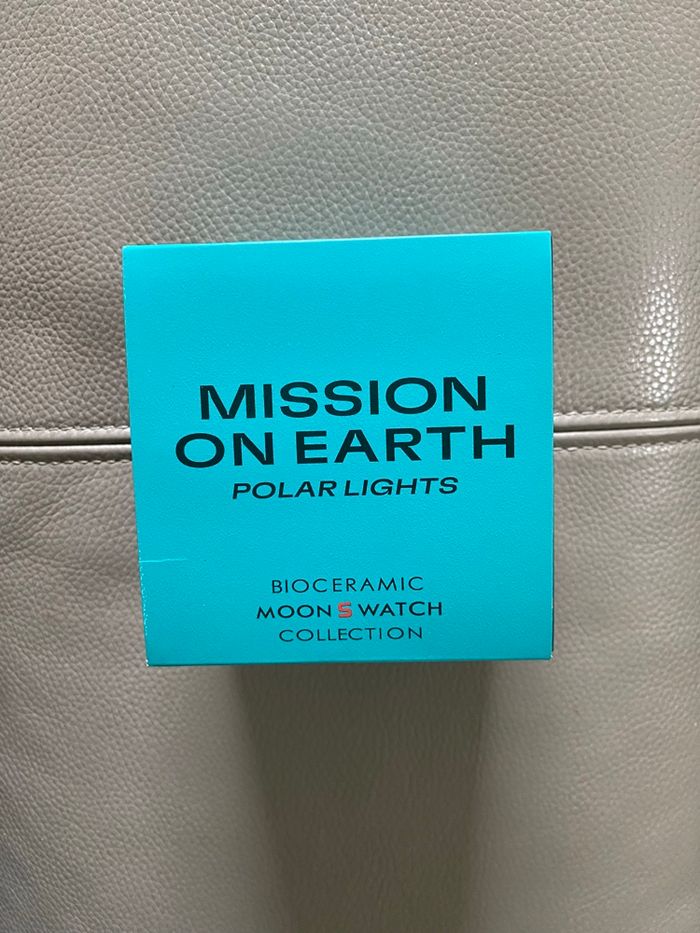 MISSION
ON EARTH
POLAR LIGHTS
BIOCERAMIC
MOON S WATCH
COLLECTION